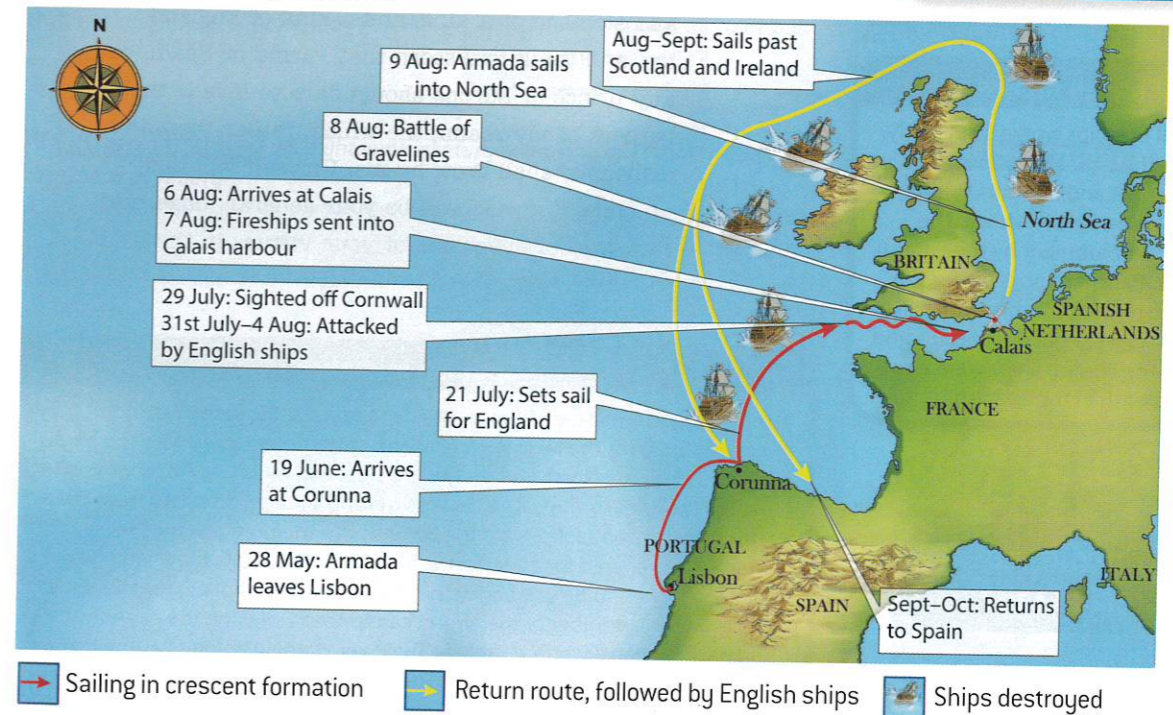 N
Aug–Sept: Sails past
Scotland and Ireland
9 Aug: Armada sails
into North Sea
8 Aug: Battle of
Gravelines
6 Aug: Arrives at Calais
7 Aug: Fireships sent into
Calais harbour
29 July: Sighted off Cornwall
31st July–4 Aug: Attacked
by English ships
21 July: Sets sail
for England
19 June: Arrives
at Corunna
28 May: Armada
leaves Lisbon
North Sea
BRITAIN
SPANISH
NETHERLANDS
Calais
FRANCE
Corunna
PORTUGAL
Lisbon
SPAIN
ITALY
Sept–Oct: Returns
to Spain
Sailing in crescent formation
Return route, followed by English ships
Ships destroyed